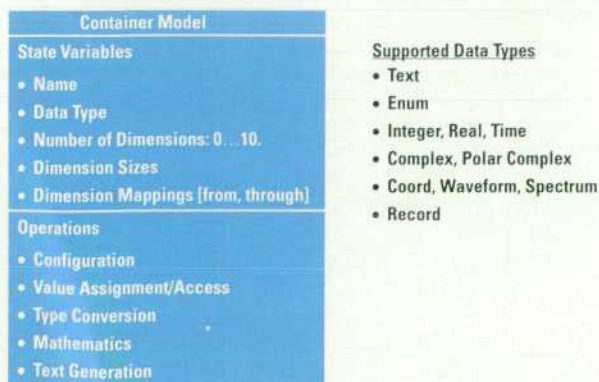 Container Model
State Variables
• Name
• Data Type
• Number of Dimensions: 0...10.
• Dimension Sizes
• Dimension Mappings [from, through]
Operations
• Configuration
• Value Assignment/Access
• Type Conversion
• Mathematics
• Text Generation
Supported Data Types
• Text
• Enum
• Integer, Real, Time
• Complex, Polar Complex
• Coord, Waveform, Spectrum
• Record